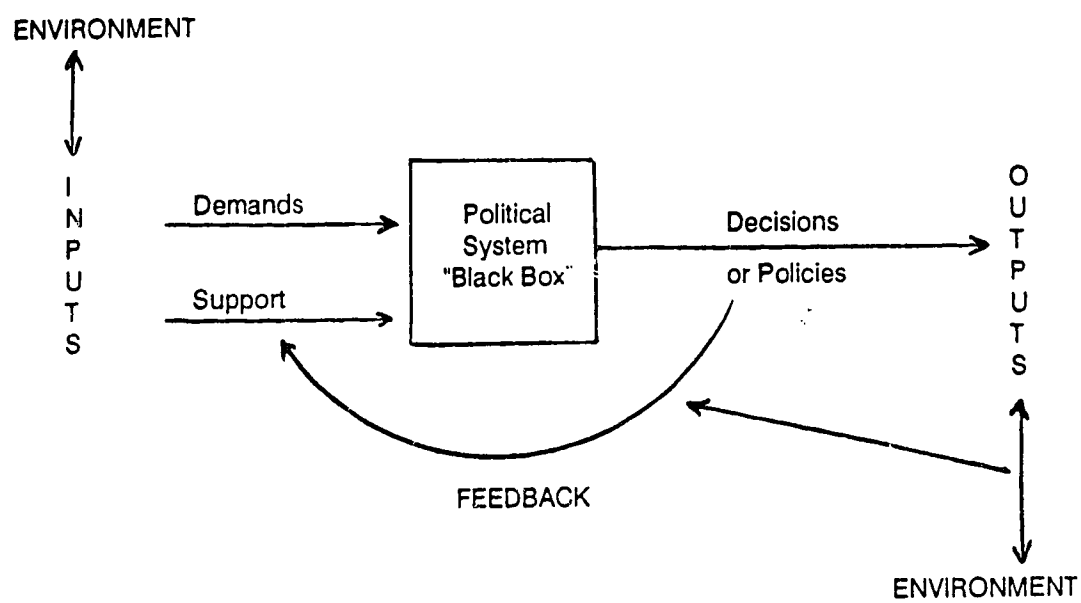 ENVIRONMENT
INPUTS
Demands
Support
Political
System
"Black Box"
Decisions
or Policies
OUTPUTS
FEEDBACK
ENVIRONMENT